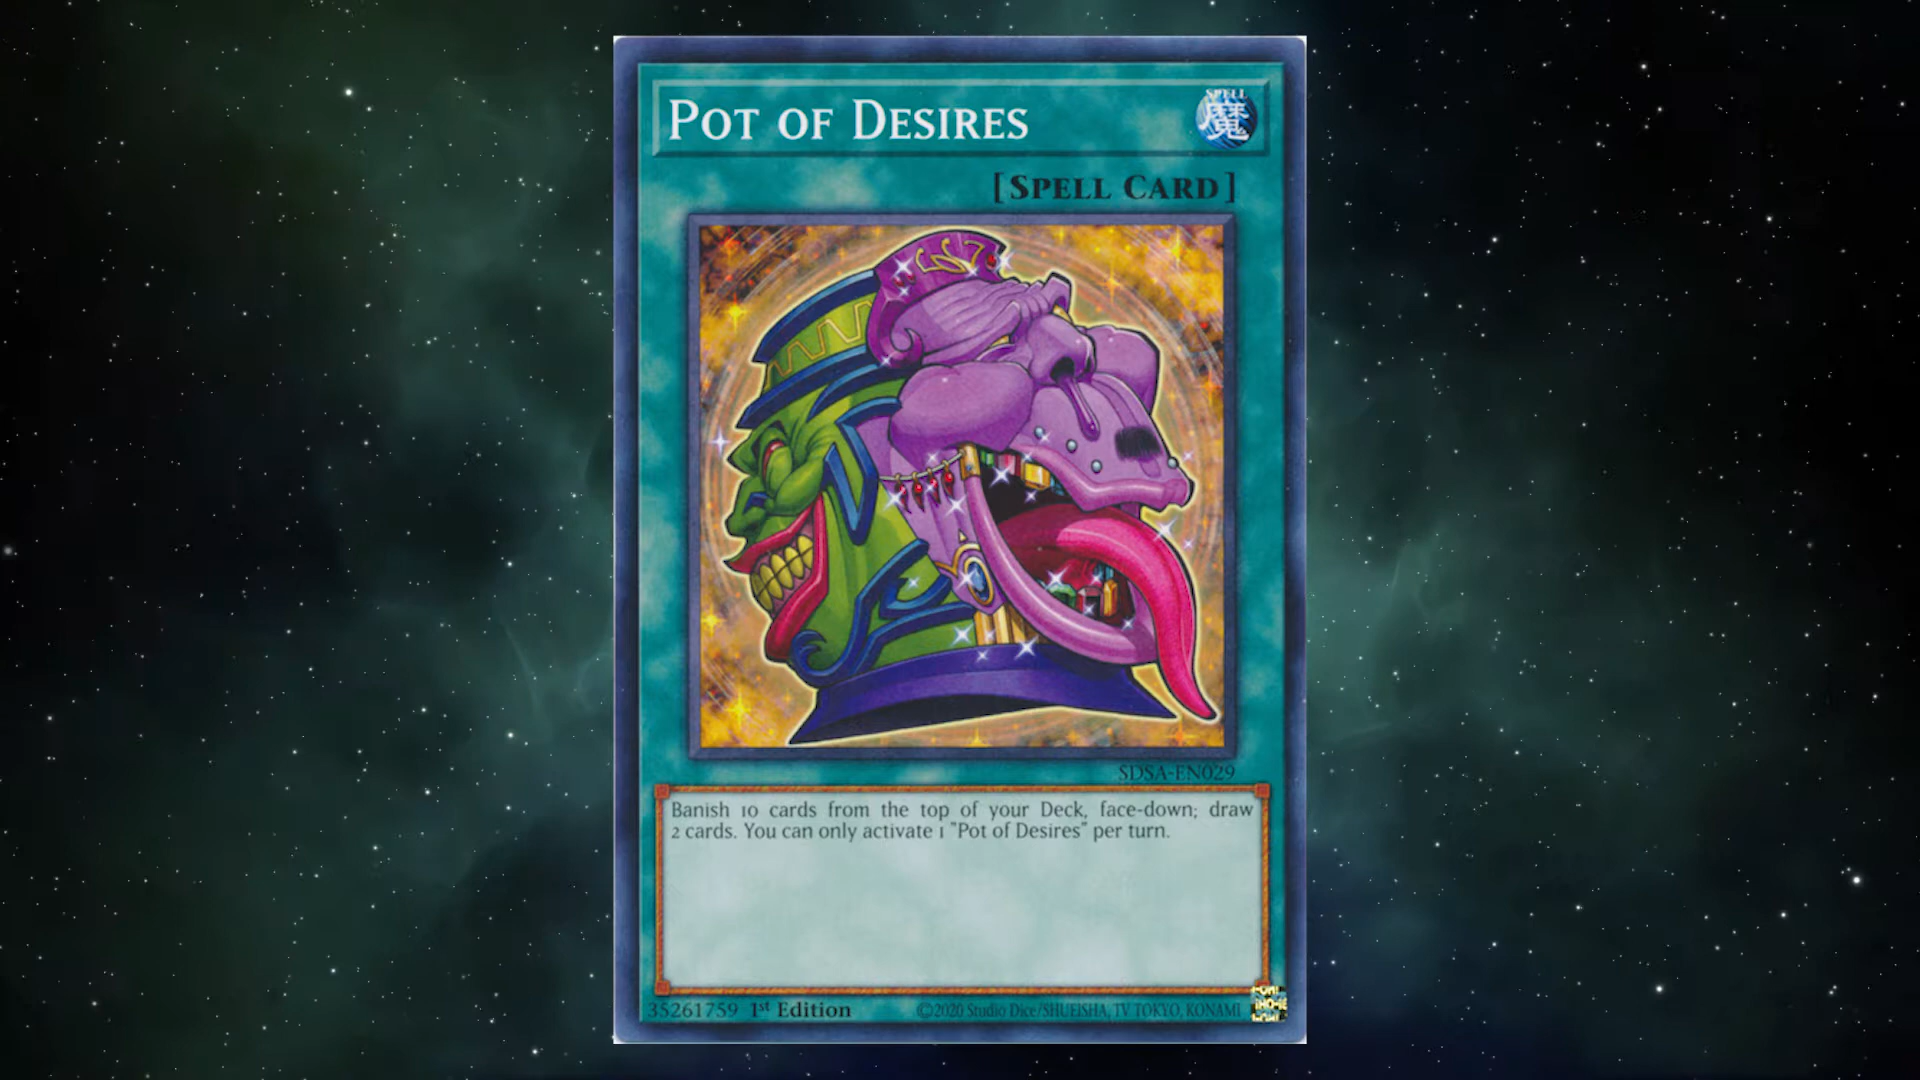 Pot of Desires
SPELL
魔
[Spell Card]
SDSA-EN029
Banish 10 cards from the top of your Deck, face-down; draw
2 cards. You can only activate 1 "Pot of Desires" per turn.
35261759 1st Edition ©2020 Studio Dice/SHUEISHA, TV TOKYO, KONAMI